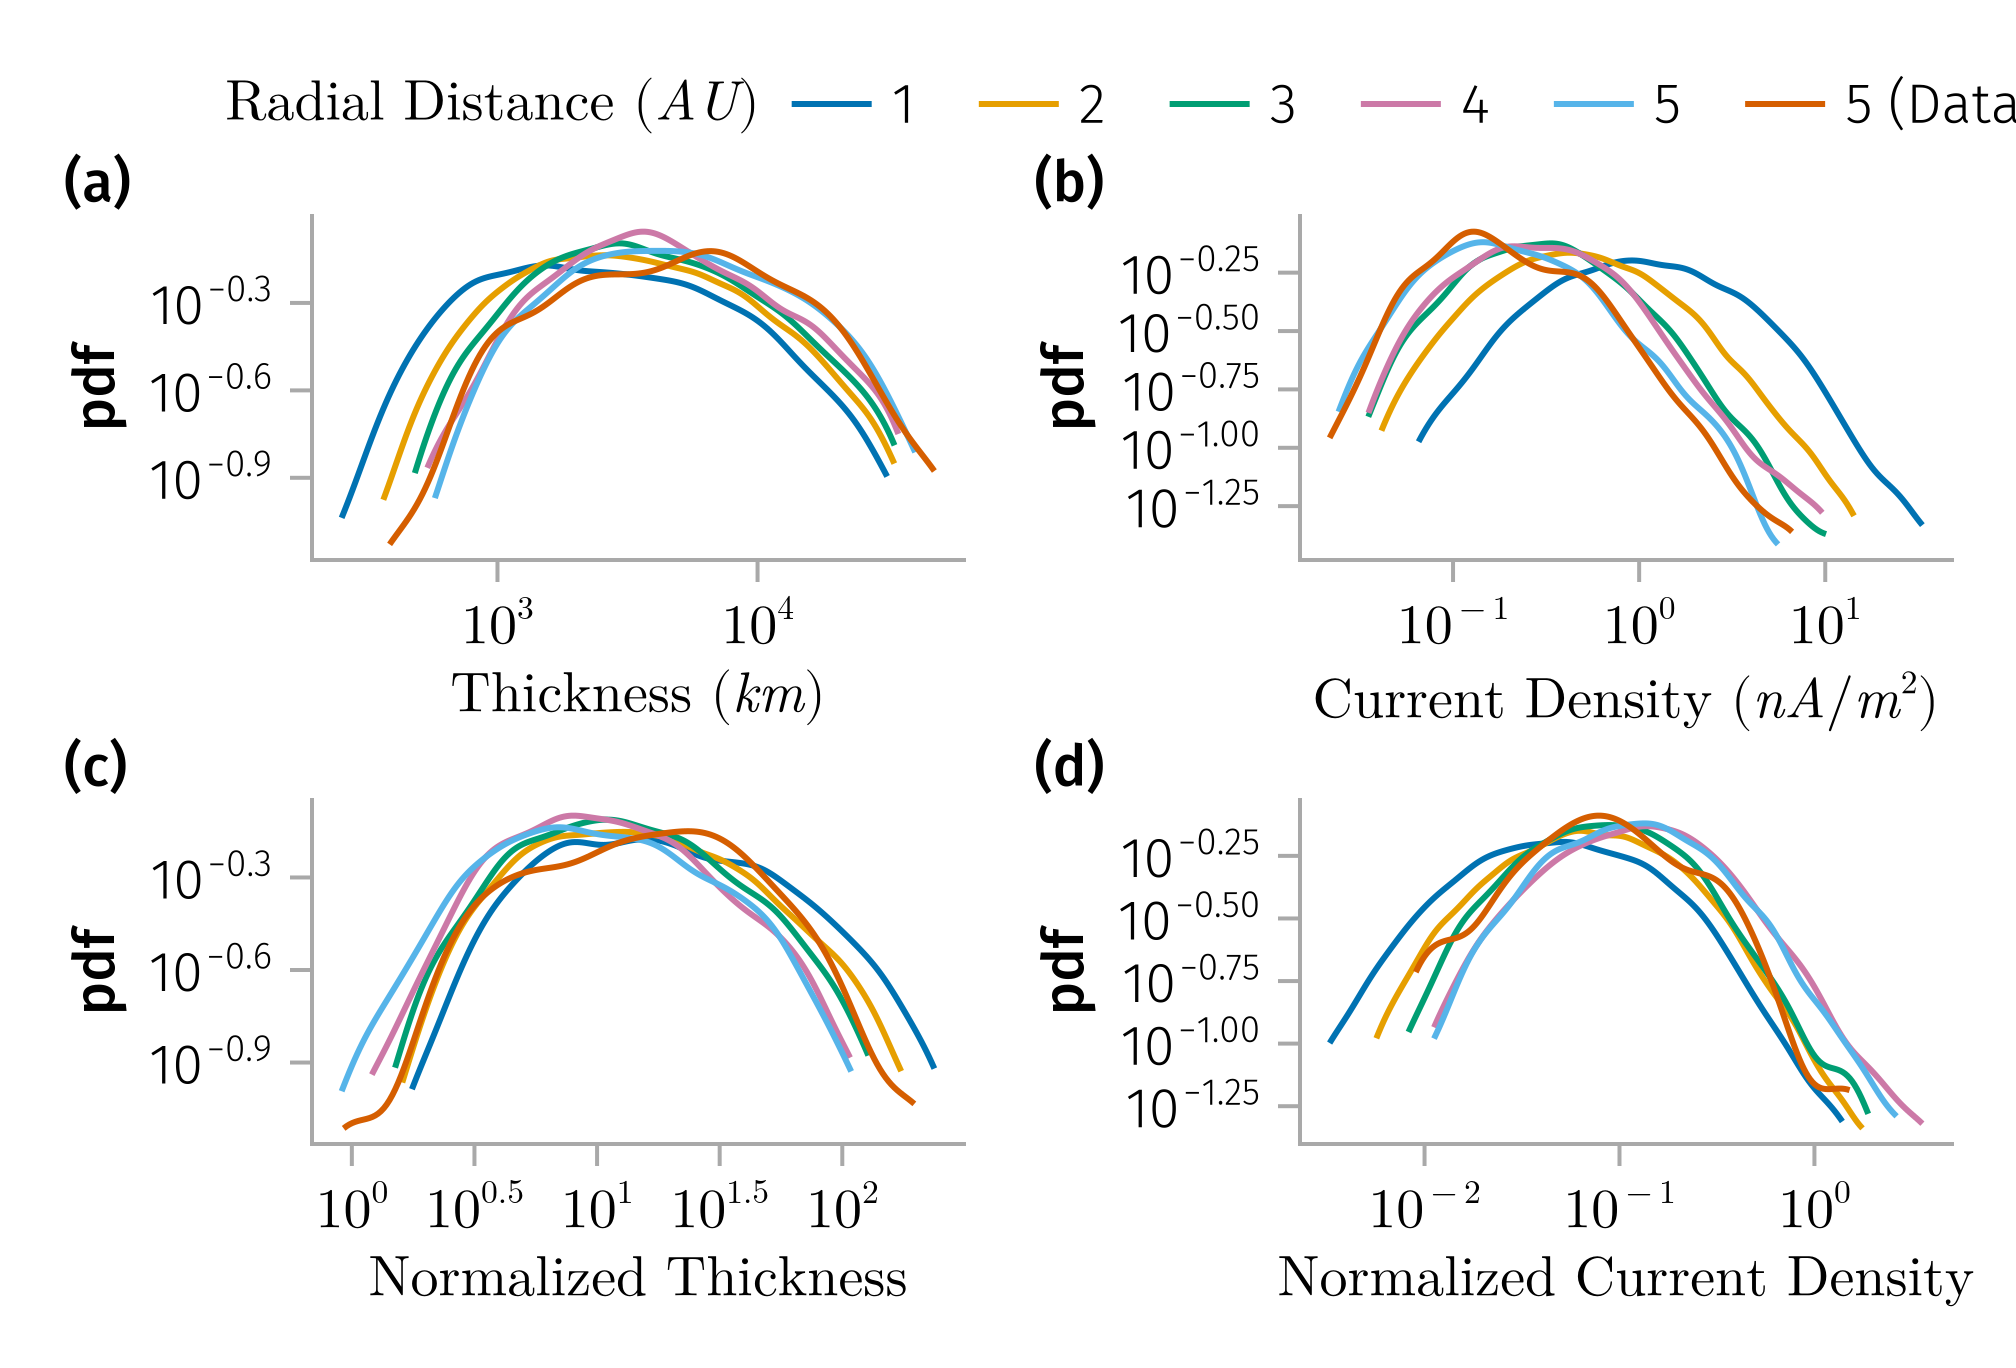 Radial Distance (AU) 1 2 3 4 5 5 (Data
(a) (b)
pdf 10^−0.3 10^−0.6 10^−0.9
10^3 10^4
Thickness (km)
pdf 10^−0.25 10^−0.50 10^−0.75 10^−1.00 10^−1.25
10^−1 10^0 10^1
Current Density (nA/m^2)
(c) (d)
pdf 10^−0.3 10^−0.6 10^−0.9
10^0 10^0.5 10^1 10^1.5 10^2
Normalized Thickness
pdf 10^−0.25 10^−0.50 10^−0.75 10^−1.00 10^−1.25
10^−2 10^−1 10^0
Normalized Current Density